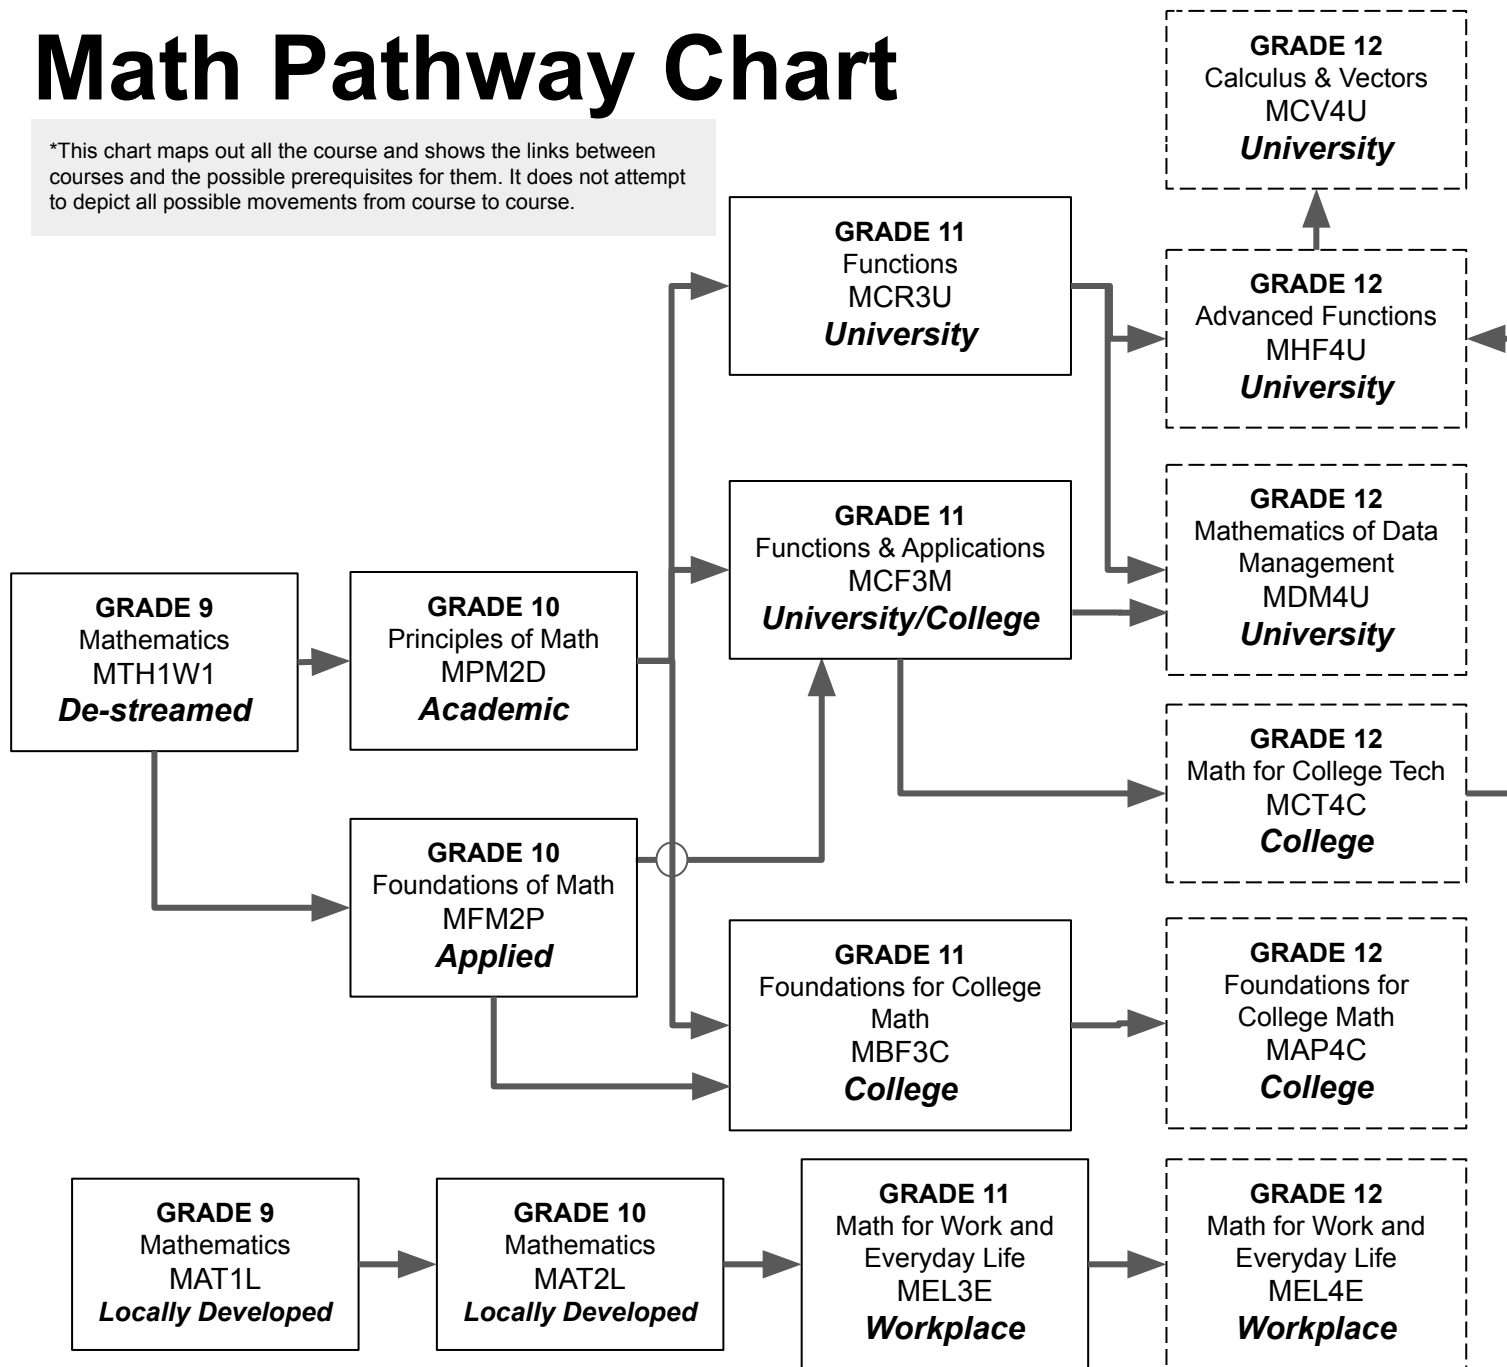 Math Pathway Chart
*This chart maps out all the course and shows the links between
courses and the possible prerequisites for them. It does not attempt
to depict all possible movements from course to course.
GRADE 12
Calculus & Vectors
MCV4U
University
GRADE 11
Functions
MCR3U
University
GRADE 12
Advanced Functions
MHF4U
University
GRADE 11
Functions & Applications
MCF3M
University/College
GRADE 12
Mathematics of Data
Management
MDM4U
University
GRADE 9
Mathematics
MTH1W1
De-streamed
GRADE 10
Principles of Math
MPM2D
Academic
GRADE 12
Math for College Tech
MCT4C
College
GRADE 10
Foundations of Math
MFM2P
Applied
GRADE 11
Foundations for College
Math
MBF3C
College
GRADE 12
Foundations for
College Math
MAP4C
College
GRADE 9
Mathematics
MAT1L
Locally Developed
GRADE 10
Mathematics
MAT2L
Locally Developed
GRADE 11
Math for Work and
Everyday Life
MEL3E
Workplace
GRADE 12
Math for Work and
Everyday Life
MEL4E
Workplace